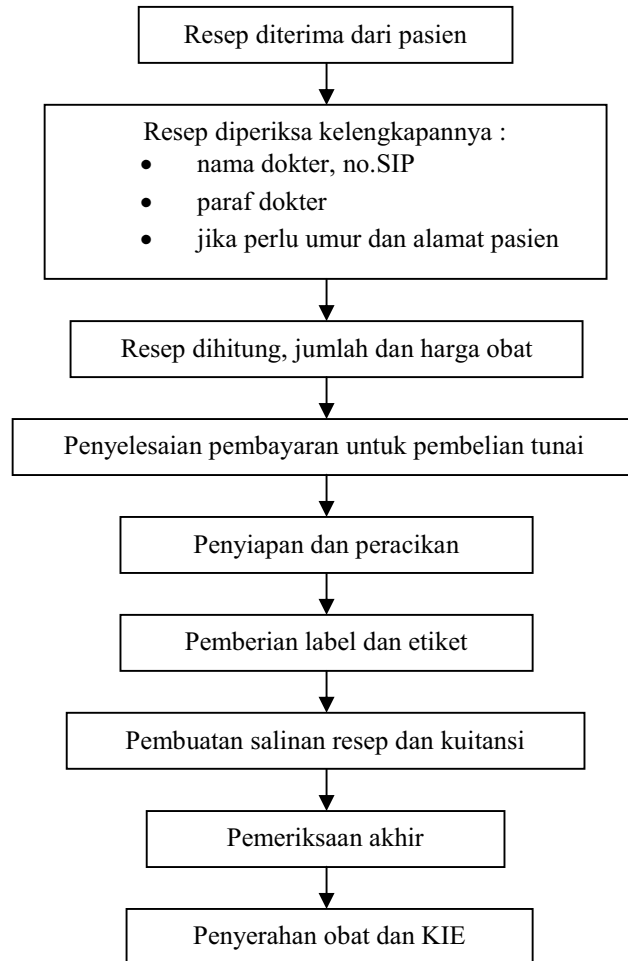 Resep diterima dari pasien
Resep diperiksa kelengkapannya :
• nama dokter, no.SIP
• paraf dokter
• jika perlu umur dan alamat pasien
Resep dihitung, jumlah dan harga obat
Penyelesaian pembayaran untuk pembelian tunai
Penyiapan dan peracikan
Pemberian label dan etiket
Pembuatan salinan resep dan kuitansi
Pemeriksaan akhir
Penyerahan obat dan KIE